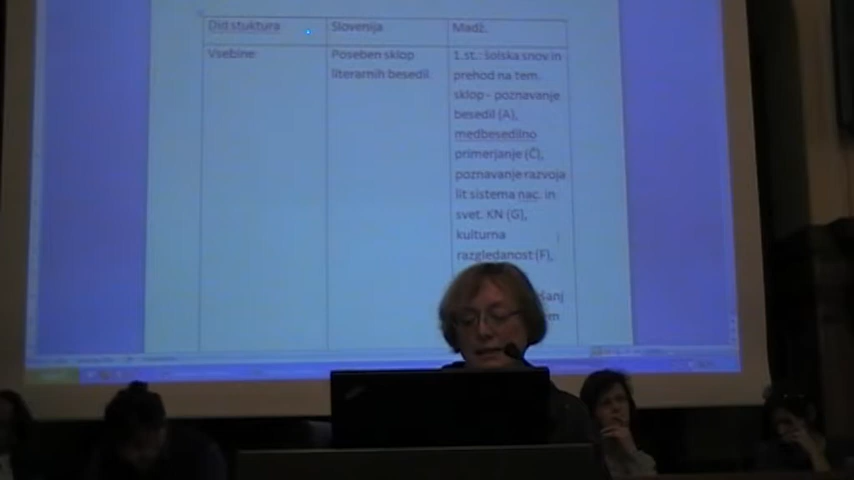 Did stuktura
Slovenija
Madž.
Vsebine
Poseben sklop
literarnih besedil
1.st.: šolska snov in
prehod na tem.
sklop - poznavanje
besedil (A),
medbesedilno
primerjanje (Č),
poznavanje razvoja
lit sistema nac. in
svet. KN (G),
kulturna
razgledanost (F),